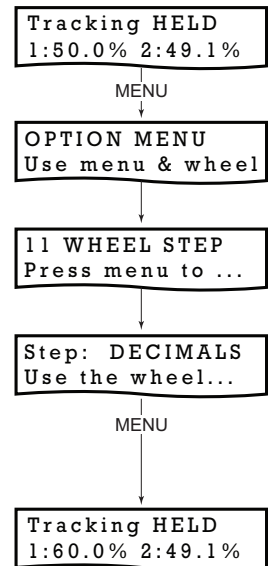 Tracking HELD
1:50.0% 2:49.1%
MENU
OPTION MENU
Use menu & wheel
11 WHEEL STEP
Press menu to ...
Step: DECIMALS
Use the wheel...
MENU
Tracking HELD
1:60.0% 2:49.1%